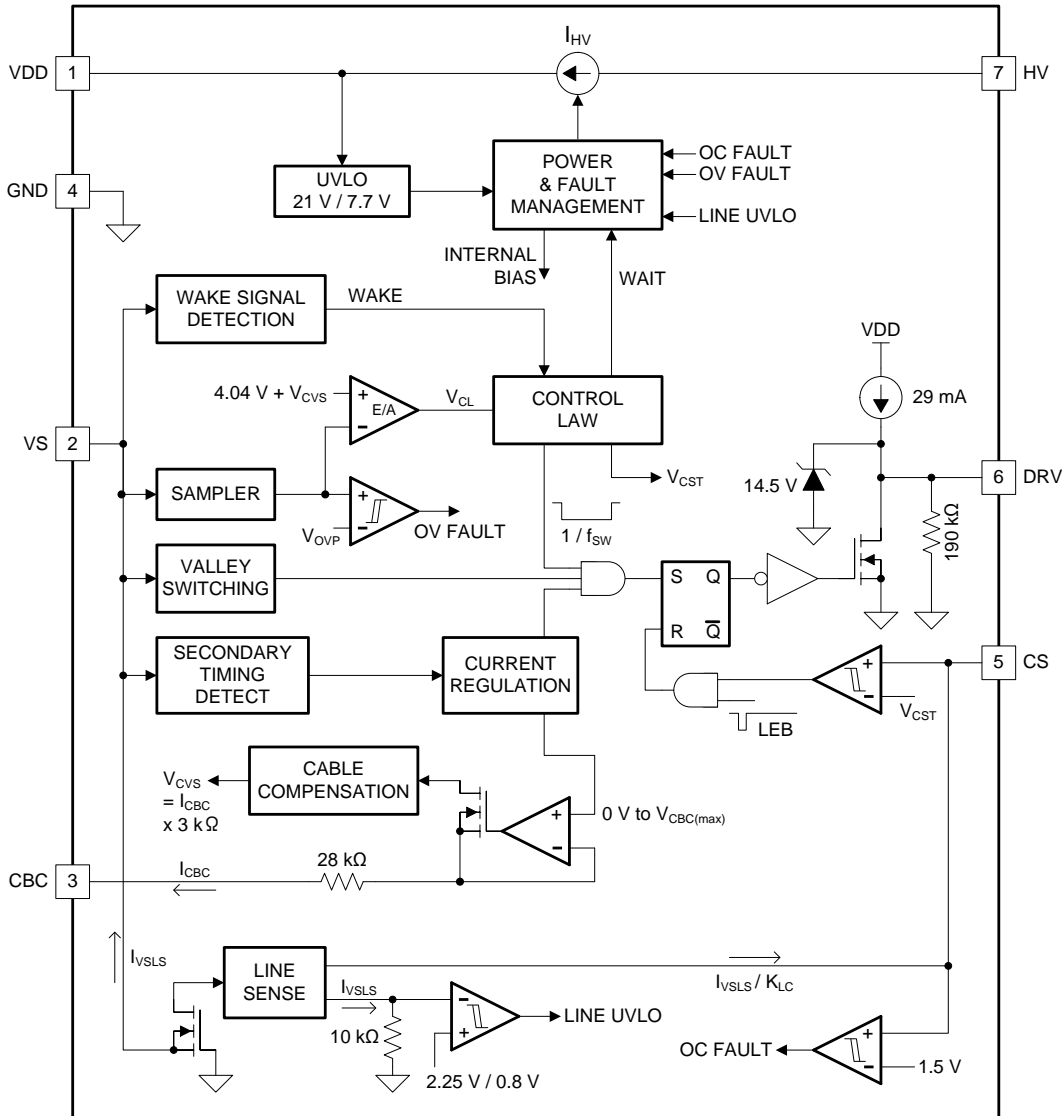 I_HV
VDD 1
7 HV
GND 4
UVLO
21 V / 7.7 V
POWER
& FAULT
MANAGEMENT
OC FAULT
OV FAULT
LINE UVLO
INTERNAL
BIAS
WAIT
WAKE SIGNAL
DETECTION
WAKE
VDD
29 mA
4.04 V + V_CVS
+
E/A
-
V_CL
CONTROL
LAW
VS 2
SAMPLER
+
-
V_OVP
OV FAULT
V_CST
14.5 V
6 DRV
190 kΩ
1 / f_SW
VALLEY
SWITCHING
S Q
R Q̅
SECONDARY
TIMING
DETECT
CURRENT
REGULATION
+
-
5 CS
V_CST
LEB
CABLE
COMPENSATION
V_CVS
= I_CBC
x 3 kΩ
+
-
0 V to V_CBC(max)
CBC 3
I_CBC
28 kΩ
I_VSLS
LINE
SENSE
I_VSLS
10 kΩ
-
+
LINE UVLO
2.25 V / 0.8 V
I_VSLS / K_LC
OC FAULT
+
-
1.5 V